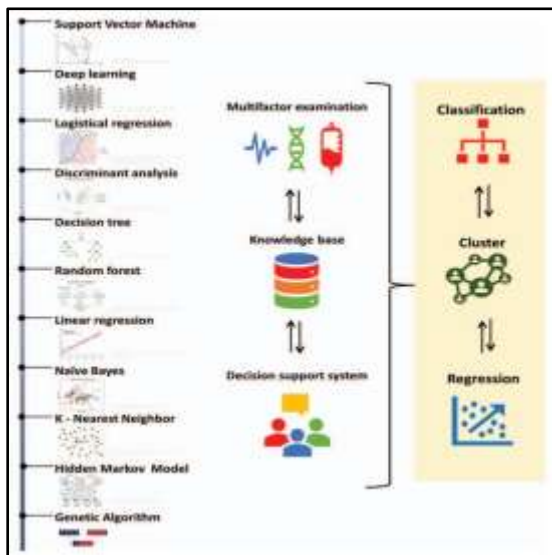 Support Vector Machine
Deep learning
Logistical regression
Discriminant analysis
Decision tree
Random forest
Linear regression
Naïve Bayes
K - Nearest Neighbor
Hidden Markov Model
Genetic Algorithm
Multifactor examination
Knowledge base
Decision support system
Classification
Cluster
Regression